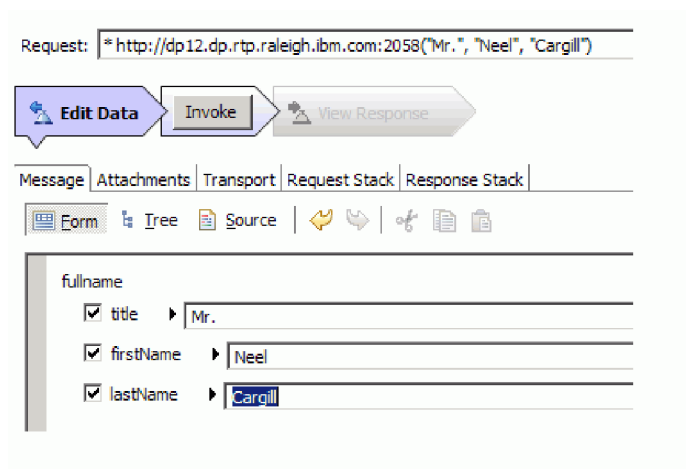 Request: * http://dp12.dp.rtp.raleigh.ibm.com:2058("Mr.", "Neel", "Cargill")
Edit Data Invoke View Response
Message Attachments Transport Request Stack Response Stack
Form Tree Source
fullname
title Mr.
firstName Neel
lastName Cargill